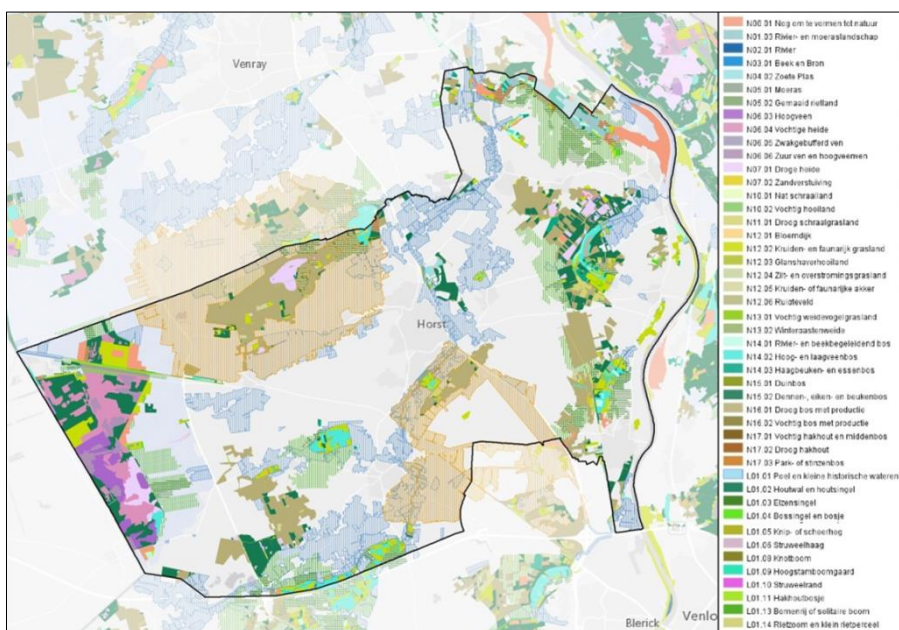 Venray
Horst
Blerick
Venlo
N00.01 Nog om te vormen tot natuur
N01.03 Rivier- en moeraslandschap
N02.01 Rivier
N03.01 Beek en Bron
N04.02 Zoete Plas
N05.01 Moeras
N05.02 Gemaaid rietland
N06.03 Hoogveen
N06.04 Vochtige heide
N06.05 Zwakgebufferd ven
N06.06 Zuur ven en hoogveenven
N07.01 Droge heide
N07.02 Zandverstuiving
N10.01 Nat schraalland
N10.02 Vochtig hooiland
N11.01 Droog schraalgrasland
N12.01 Bloemdijk
N12.02 Kruiden- en faunarijk grasland
N12.03 Glanshaverhooiland
N12.04 Zilt- en overstromingsgrasland
N12.05 Kruiden- of faunarijke akker
N12.06 Ruigteveld
N13.01 Vochtig weidevogelgrasland
N13.02 Wintergastenweide
N14.01 Rivier- en beekbegeleidend bos
N14.02 Hoog- en laagveenbos
N14.03 Haagbeuken- en essenbos
N15.01 Duinbos
N15.02 Dennen-, eiken- en beukenbos
N16.01 Droog bos met productie
N16.02 Vochtig bos met productie
N17.01 Vochtig hakhout en middenbos
N17.02 Droog hakhout
N17.03 Park- of stinzenbos
L01.01 Poel en kleine historische wateren
L01.02 Houtwal en houtsingel
L01.03 Elzensingel
L01.04 Bossingel en bosje
L01.05 Knip- of scheerheg
L01.06 Struweelhaag
L01.08 Knotboom
L01.09 Hoogstamboomgaard
L01.10 Struweelrand
L01.11 Hakhoutbosje
L01.13 Bomenrij of solitaire boom
L01.14 Rietzoom en klein rietperceel